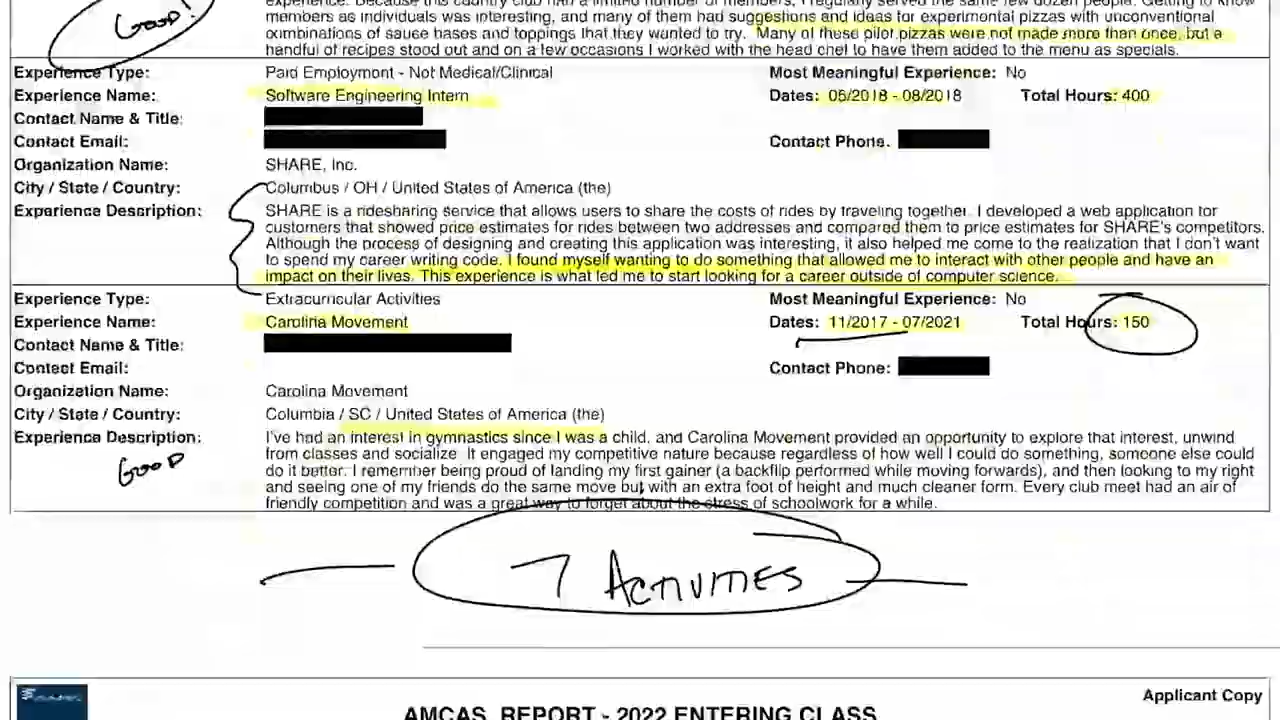 experience. Because this country club had a limited number of members, I regularly served the same few dozen people. Getting to know
members as individuals was interesting, and many of them had suggestions and ideas for experimental pizzas with unconventional
combinations of sauce bases and toppings that they wanted to try. Many of these pilot pizzas were not made more than once, but a
handful of recipes stood out and on a few occasions I worked with the head chef to have them added to the menu as specials.
GOOD!
Experience Type: Paid Employment - Not Medical/Clinical Most Meaningful Experience: No
Experience Name: Software Engineering Intern Dates: 05/2018 - 08/2018 Total Hours: 400
Contact Name & Title:
Contact Email: Contact Phone.
Organization Name: SHARE, Inc.
City / State / Country: Columbus / OH / United States of America (the)
Experience Description: SHARE is a ridesharing service that allows users to share the costs of rides by traveling together. I developed a web application for
customers that showed price estimates for rides between two addresses and compared them to price estimates for SHARE's competitors.
Although the process of designing and creating this application was interesting, it also helped me come to the realization that I don't want
to spend my career writing code. I found myself wanting to do something that allowed me to interact with other people and have an
impact on their lives. This experience is what led me to start looking for a career outside of computer science.
Experience Type: Extracurricular Activities Most Meaningful Experience: No
Experience Name: Carolina Movement Dates: 11/2017 - 07/2021 Total Hours: 150
Contact Name & Title:
Contact Email: Contact Phone:
Organization Name: Carolina Movement
City / State / Country: Columbia / SC / United States of America (the)
Experience Description: I've had an interest in gymnastics since I was a child, and Carolina Movement provided an opportunity to explore that interest, unwind
from classes and socialize. It engaged my competitive nature because regardless of how well I could do something, someone else could
do it better. I remember being proud of landing my first gainer (a backflip performed while moving forwards), and then looking to my right
and seeing one of my friends do the same move but with an extra foot of height and much cleaner form. Every club meet had an air of
friendly competition and was a great way to forget about the stress of schoolwork for a while.
GOOD
7 ACTIVITIES
Applicant Copy
AMCAS REPORT - 2022 ENTERING CLASS